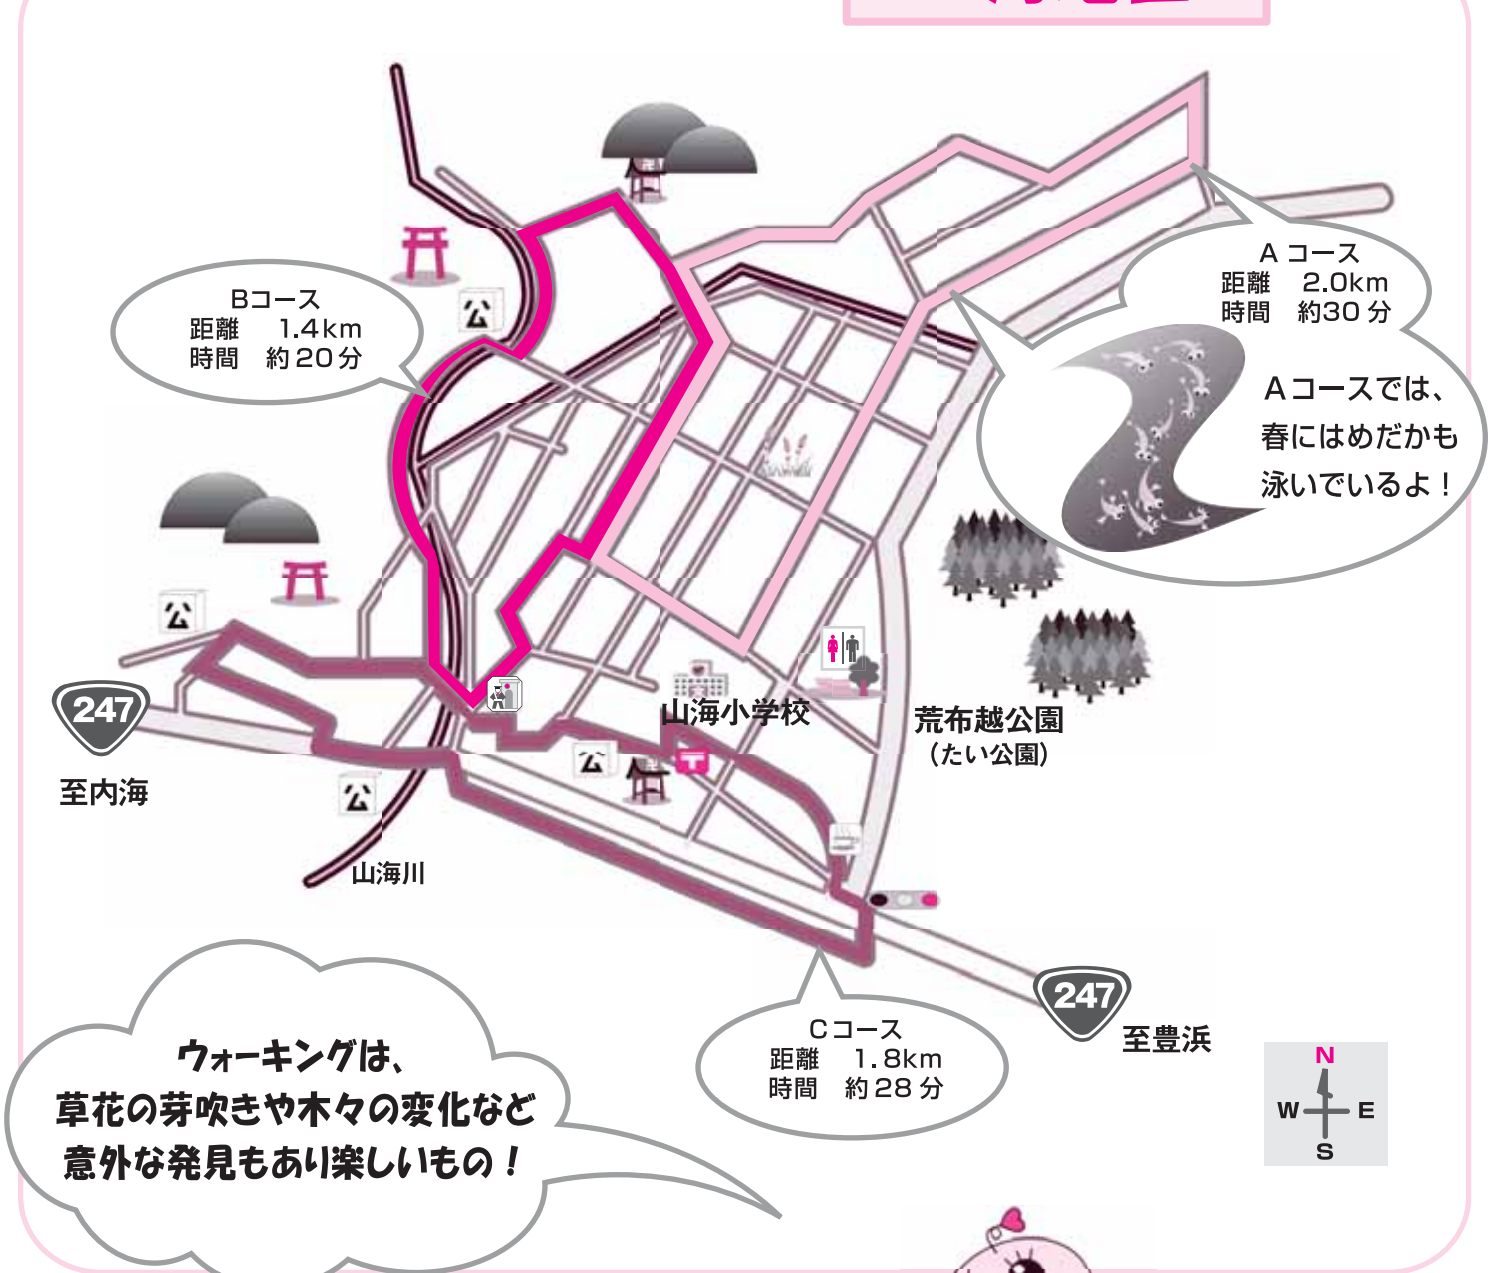 Bコース
距離 1.4km
時間 約20分
A コース
距離 2.0km
時間 約30分
Aコースでは、
春にはめだかも
泳いでいるよ！
公
公
公
公
247
至内海
山海小学校
荒布越公園
（たい公園）
山海川
247
至豊浜
Cコース
距離 1.8km
時間 約28分
ウォーキングは、
草花の芽吹きや木々の変化など
意外な発見もあり楽しいもの！
N
W E
S